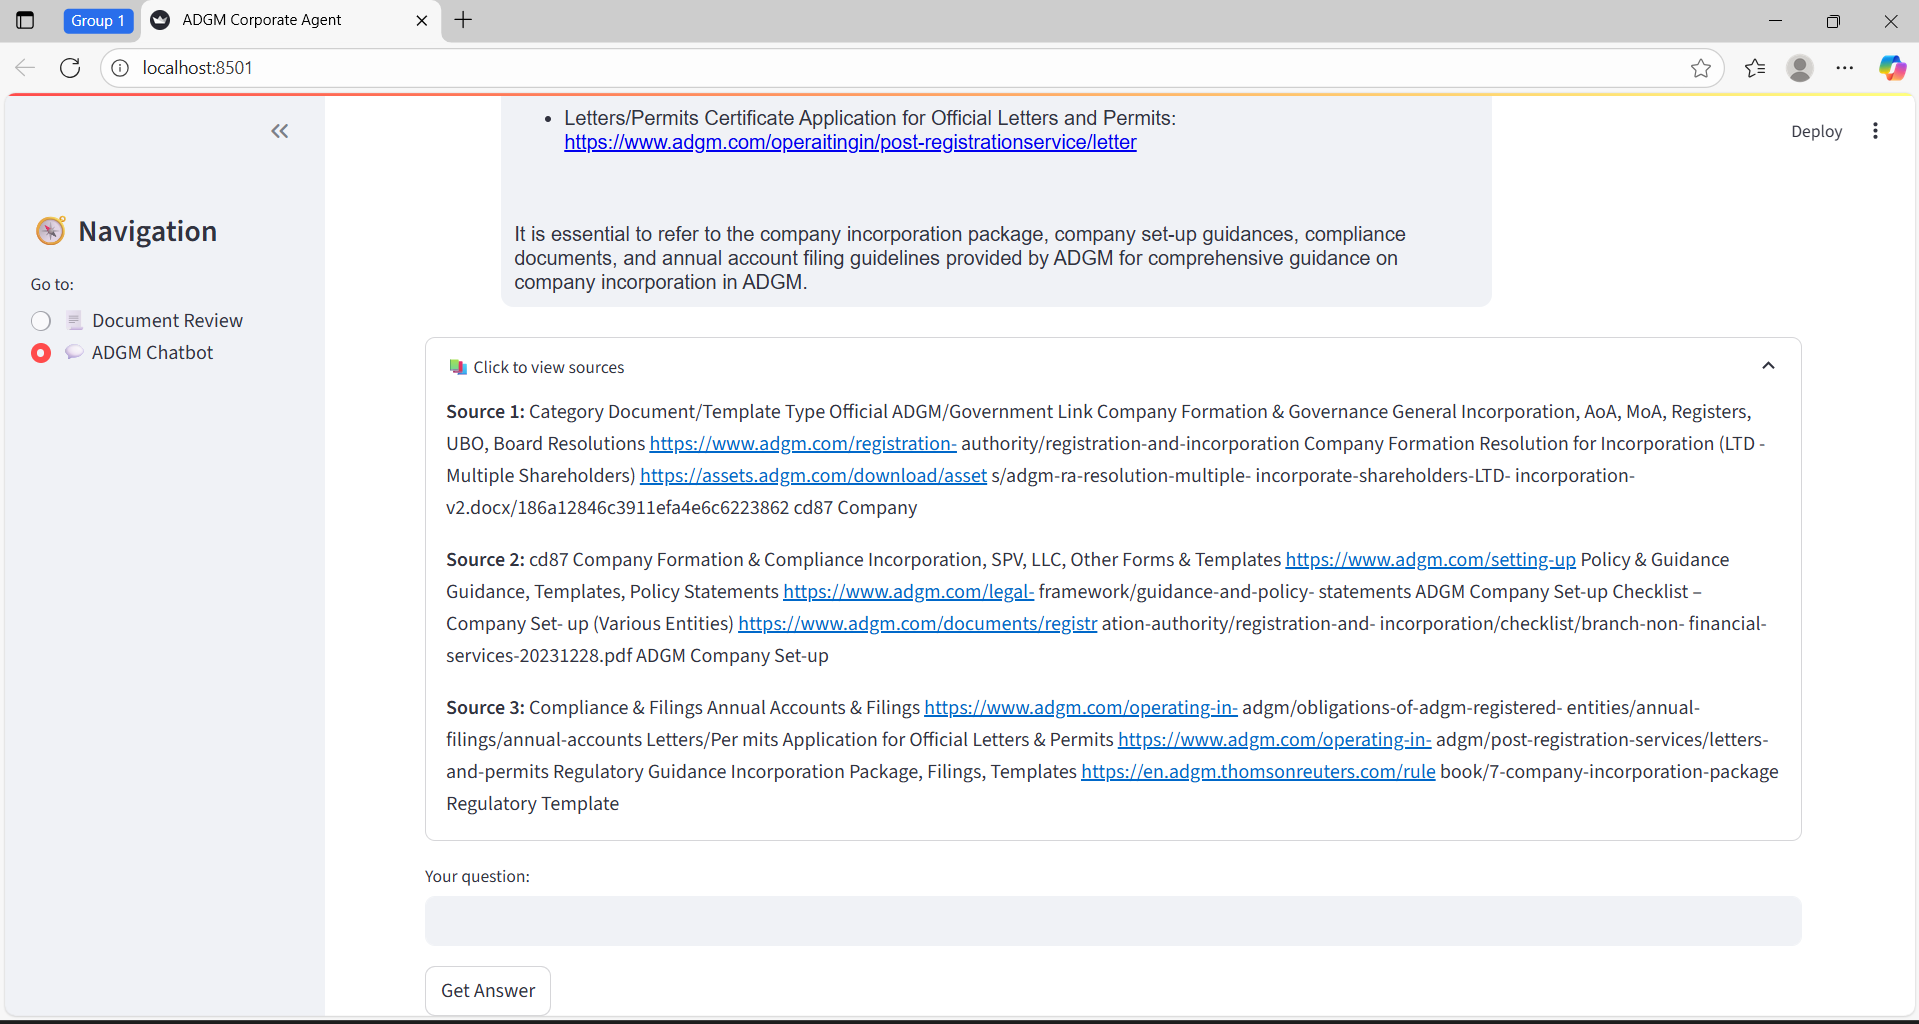 Group 1
ADGM Corporate Agent
localhost:8501
Deploy
Navigation
Go to:
Document Review
ADGM Chatbot
Letters/Permits Certificate Application for Official Letters and Permits:
https://www.adgm.com/operaitingin/post-registrationservice/letter
It is essential to refer to the company incorporation package, company set-up guidances, compliance
documents, and annual account filing guidelines provided by ADGM for comprehensive guidance on
company incorporation in ADGM.
Click to view sources
Source 1: Category Document/Template Type Official ADGM/Government Link Company Formation & Governance General Incorporation, AoA, MoA, Registers,
UBO, Board Resolutions https://www.adgm.com/registration- authority/registration-and-incorporation Company Formation Resolution for Incorporation (LTD -
Multiple Shareholders) https://assets.adgm.com/download/asset s/adgm-ra-resolution-multiple- incorporate-shareholders-LTD- incorporation-
v2.docx/186a12846c3911efa4e6c6223862 cd87 Company
Source 2: cd87 Company Formation & Compliance Incorporation, SPV, LLC, Other Forms & Templates https://www.adgm.com/setting-up Policy & Guidance
Guidance, Templates, Policy Statements https://www.adgm.com/legal- framework/guidance-and-policy- statements ADGM Company Set-up Checklist –
Company Set- up (Various Entities) https://www.adgm.com/documents/registr ation-authority/registration-and- incorporation/checklist/branch-non- financial-
services-20231228.pdf ADGM Company Set-up
Source 3: Compliance & Filings Annual Accounts & Filings https://www.adgm.com/operating-in- adgm/obligations-of-adgm-registered- entities/annual-
filings/annual-accounts Letters/Per mits Application for Official Letters & Permits https://www.adgm.com/operating-in- adgm/post-registration-services/letters-
and-permits Regulatory Guidance Incorporation Package, Filings, Templates https://en.adgm.thomsonreuters.com/rule book/7-company-incorporation-package
Regulatory Template
Your question:
Get Answer